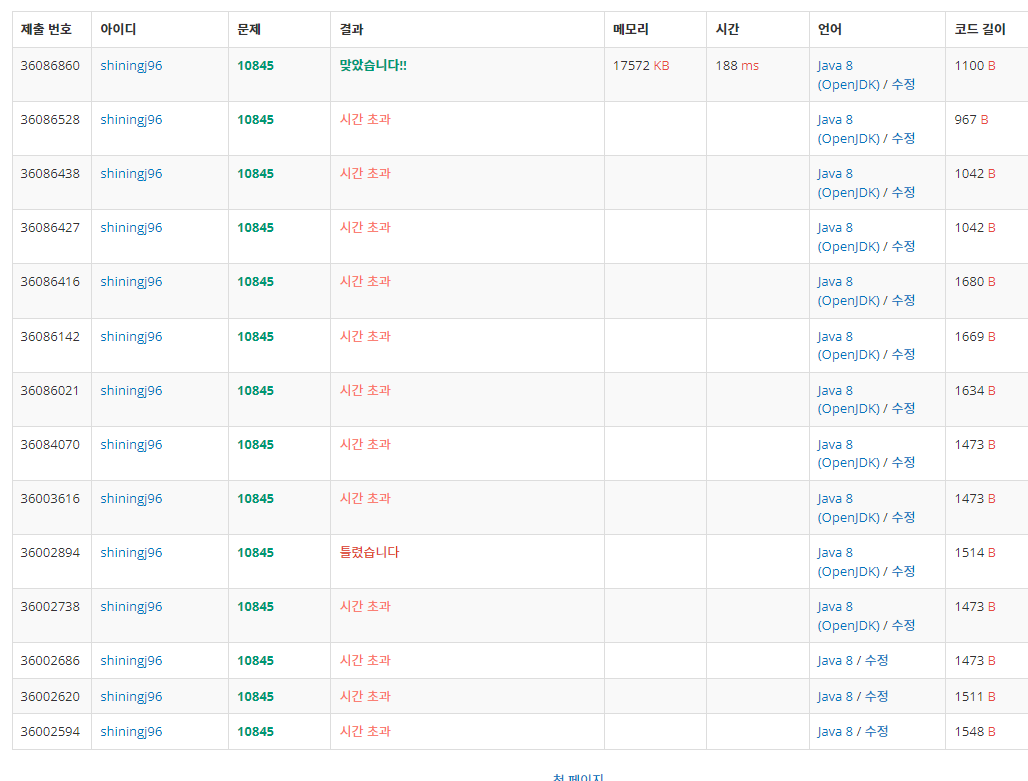 제출 번호 아이디 문제 결과 메모리 시간 언어 코드 길이
36086860 shiningj96 10845 맞았습니다!! 17572 KB 188 ms Java 8 1100 B
(OpenJDK) / 수정
36086528 shiningj96 10845 시간 초과 Java 8 967 B
(OpenJDK) / 수정
36086438 shiningj96 10845 시간 초과 Java 8 1042 B
(OpenJDK) / 수정
36086427 shiningj96 10845 시간 초과 Java 8 1042 B
(OpenJDK) / 수정
36086416 shiningj96 10845 시간 초과 Java 8 1680 B
(OpenJDK) / 수정
36086142 shiningj96 10845 시간 초과 Java 8 1669 B
(OpenJDK) / 수정
36086021 shiningj96 10845 시간 초과 Java 8 1634 B
(OpenJDK) / 수정
36084070 shiningj96 10845 시간 초과 Java 8 1473 B
(OpenJDK) / 수정
36003616 shiningj96 10845 시간 초과 Java 8 1473 B
(OpenJDK) / 수정
36002894 shiningj96 10845 틀렸습니다 Java 8 1514 B
(OpenJDK) / 수정
36002738 shiningj96 10845 시간 초과 Java 8 1473 B
(OpenJDK) / 수정
36002686 shiningj96 10845 시간 초과 Java 8 / 수정 1473 B
36002620 shiningj96 10845 시간 초과 Java 8 / 수정 1511 B
36002594 shiningj96 10845 시간 초과 Java 8 / 수정 1548 B
첫 페이지